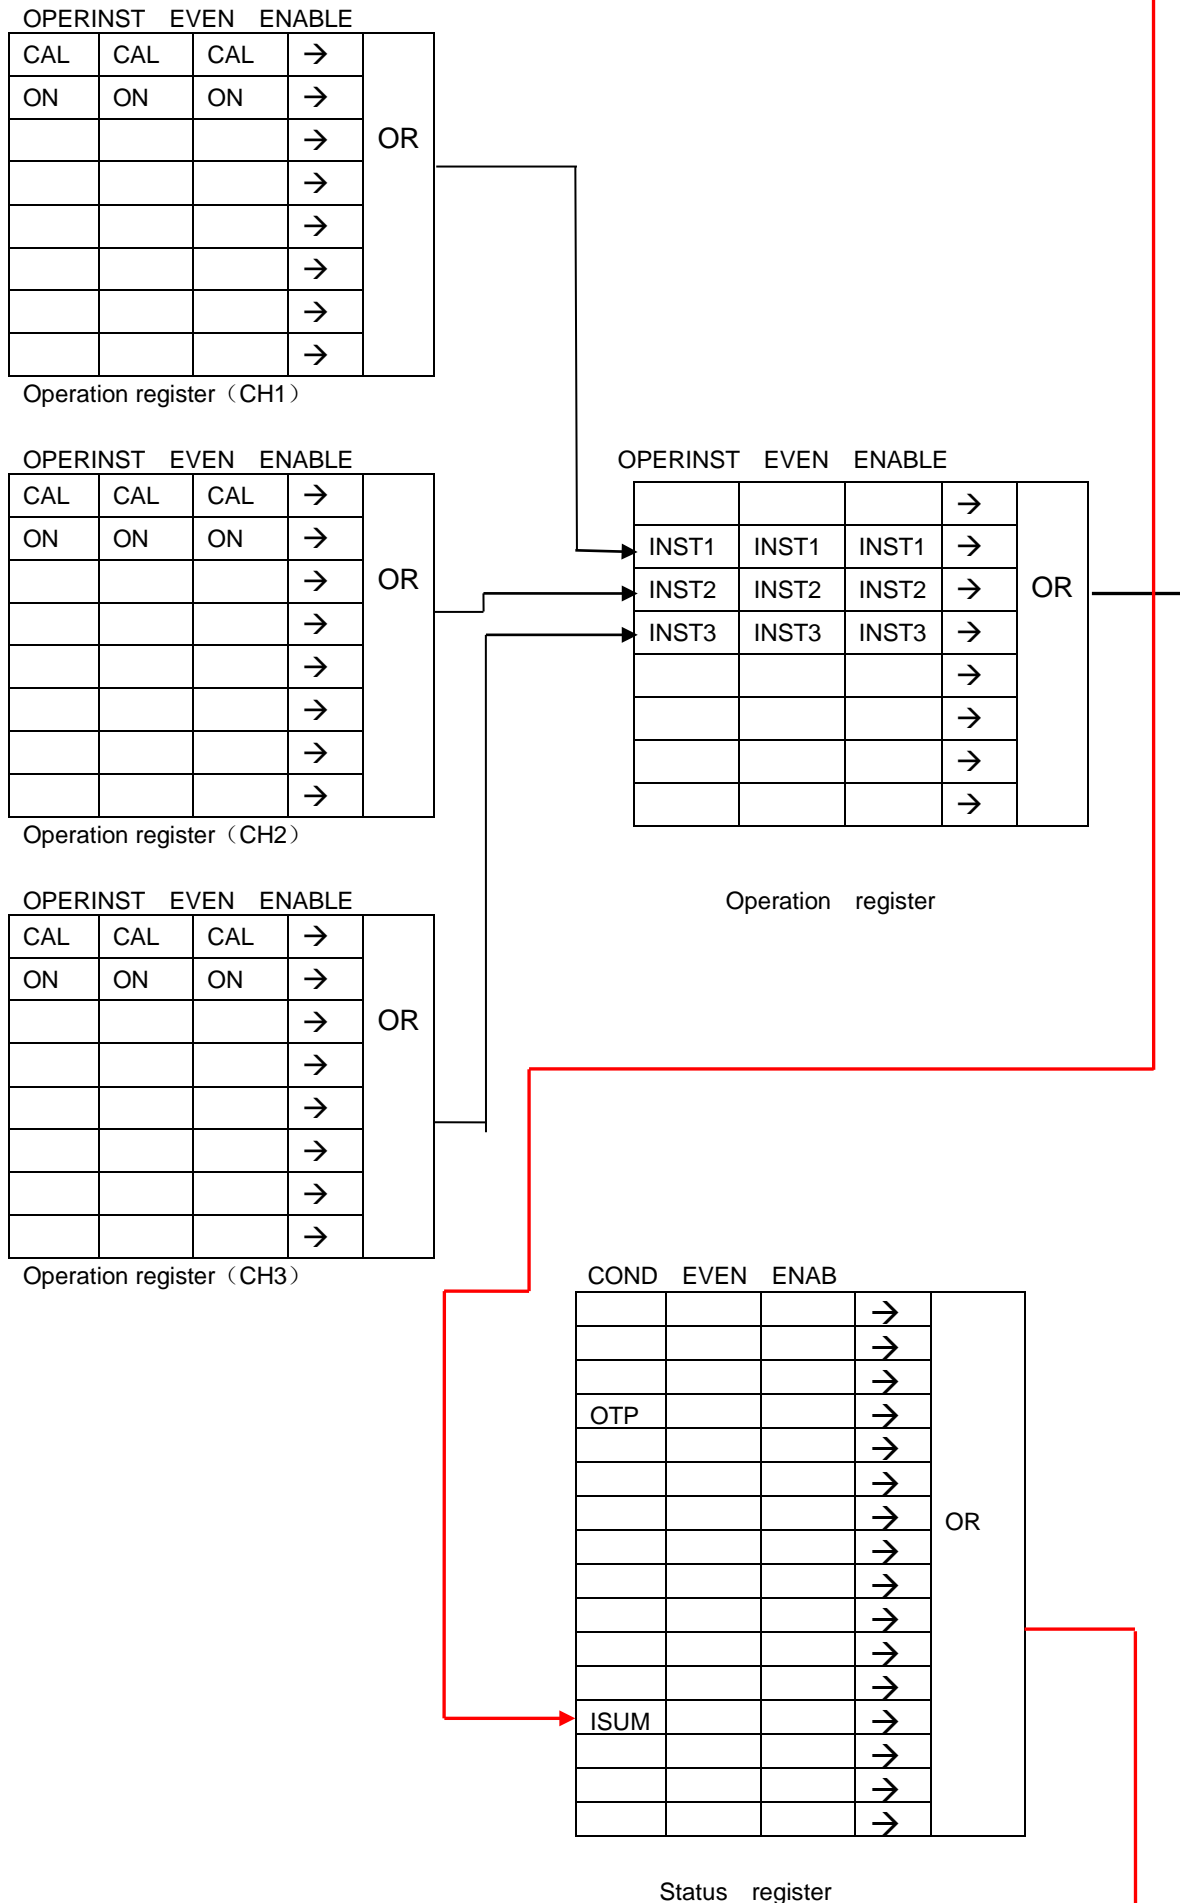 OPERINST EVEN ENABLE
CAL CAL CAL →
ON ON ON →
→
→
→
→
→
→
OR
Operation register（CH1）
OPERINST EVEN ENABLE
CAL CAL CAL →
ON ON ON →
→
→
→
→
→
→
OR
Operation register（CH2）
OPERINST EVEN ENABLE
→
INST1 INST1 INST1 →
INST2 INST2 INST2 →
INST3 INST3 INST3 →
→
→
→
→
OR
Operation register
OPERINST EVEN ENABLE
CAL CAL CAL →
ON ON ON →
→
→
→
→
→
→
OR
Operation register（CH3）
COND EVEN ENAB
→
→
→
OTP →
→
→
→
→
→
→
→
→
ISUM →
→
→
→
OR
Status register